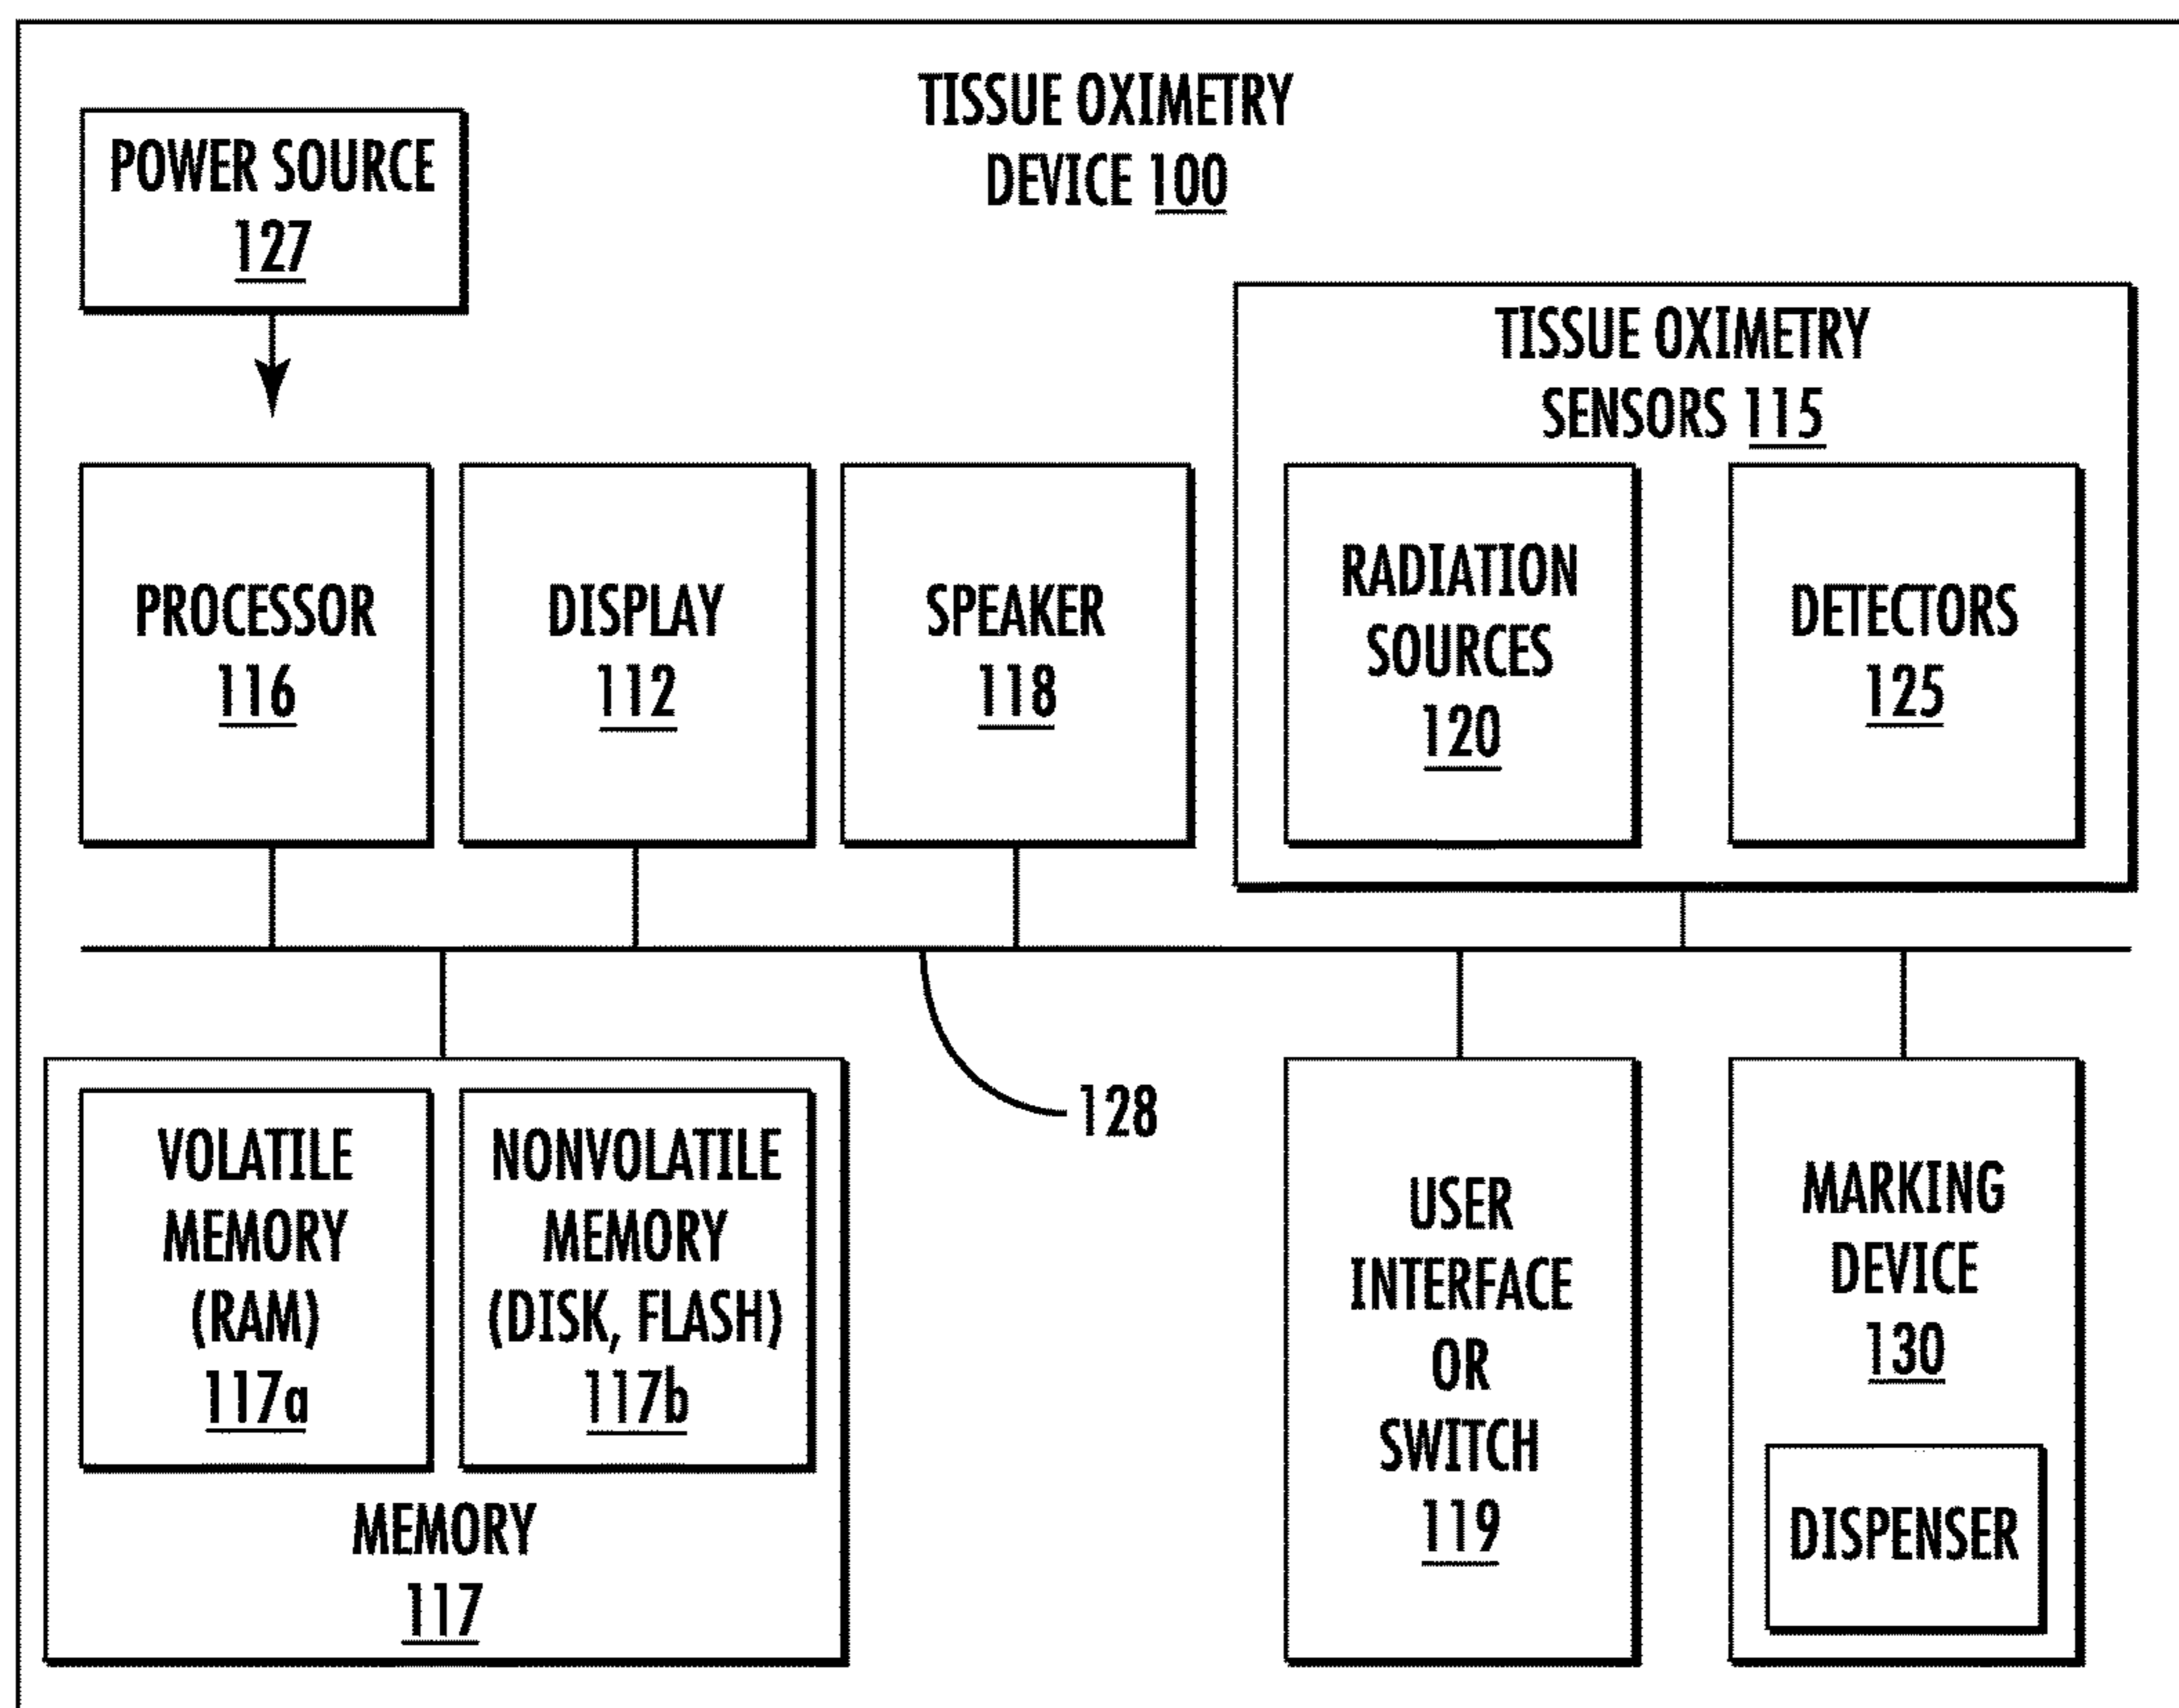 TISSUE OXIMETRY
DEVICE 100
POWER SOURCE
127
TISSUE OXIMETRY
SENSORS 115
PROCESSOR
116
DISPLAY
112
SPEAKER
118
RADIATION
SOURCES
120
DETECTORS
125
128
VOLATILE
MEMORY
(RAM)
117a
NONVOLATILE
MEMORY
(DISK, FLASH)
117b
MEMORY
117
USER
INTERFACE
OR
SWITCH
119
MARKING
DEVICE
130
DISPENSER